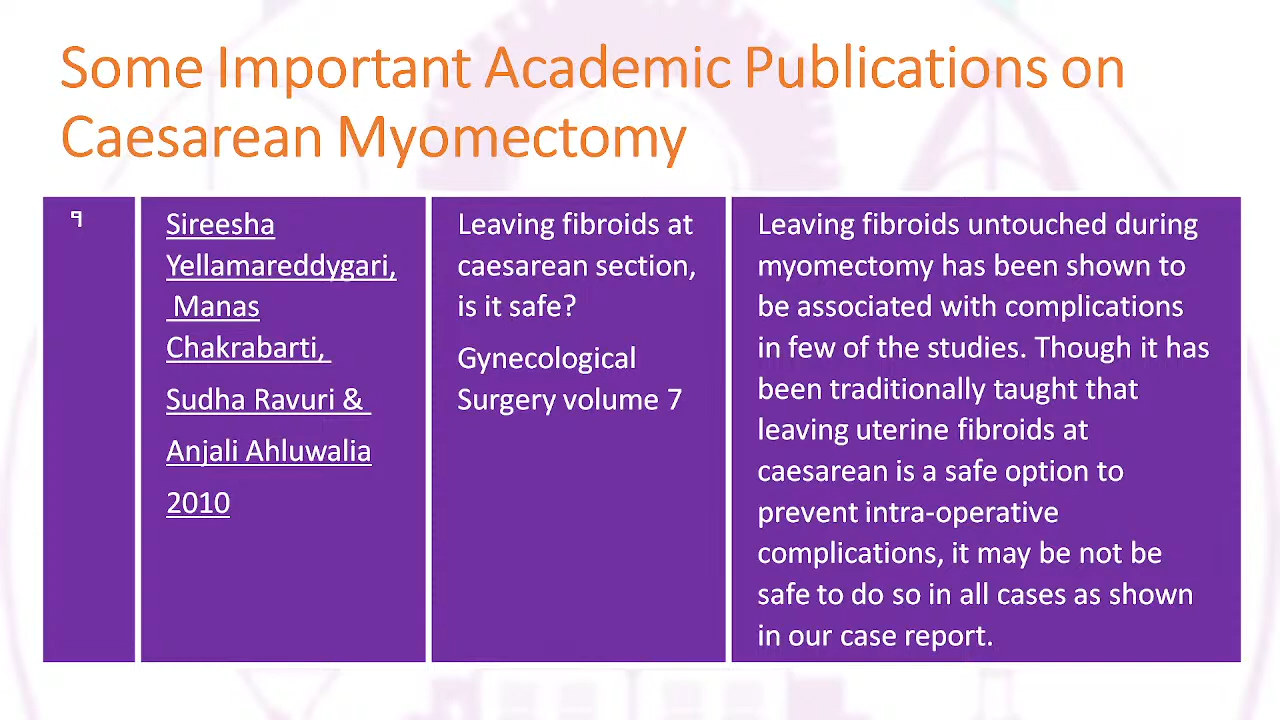 Some Important Academic Publications on
Caesarean Myomectomy
Sireesha
Yellamareddygari,
Manas
Chakrabarti,
Sudha Ravuri &
Anjali Ahluwalia
2010
Leaving fibroids at
caesarean section,
is it safe?
Gynecological
Surgery volume 7
Leaving fibroids untouched during
myomectomy has been shown to
be associated with complications
in few of the studies. Though it has
been traditionally taught that
leaving uterine fibroids at
caesarean is a safe option to
prevent intra-operative
complications, it may be not be
safe to do so in all cases as shown
in our case report.